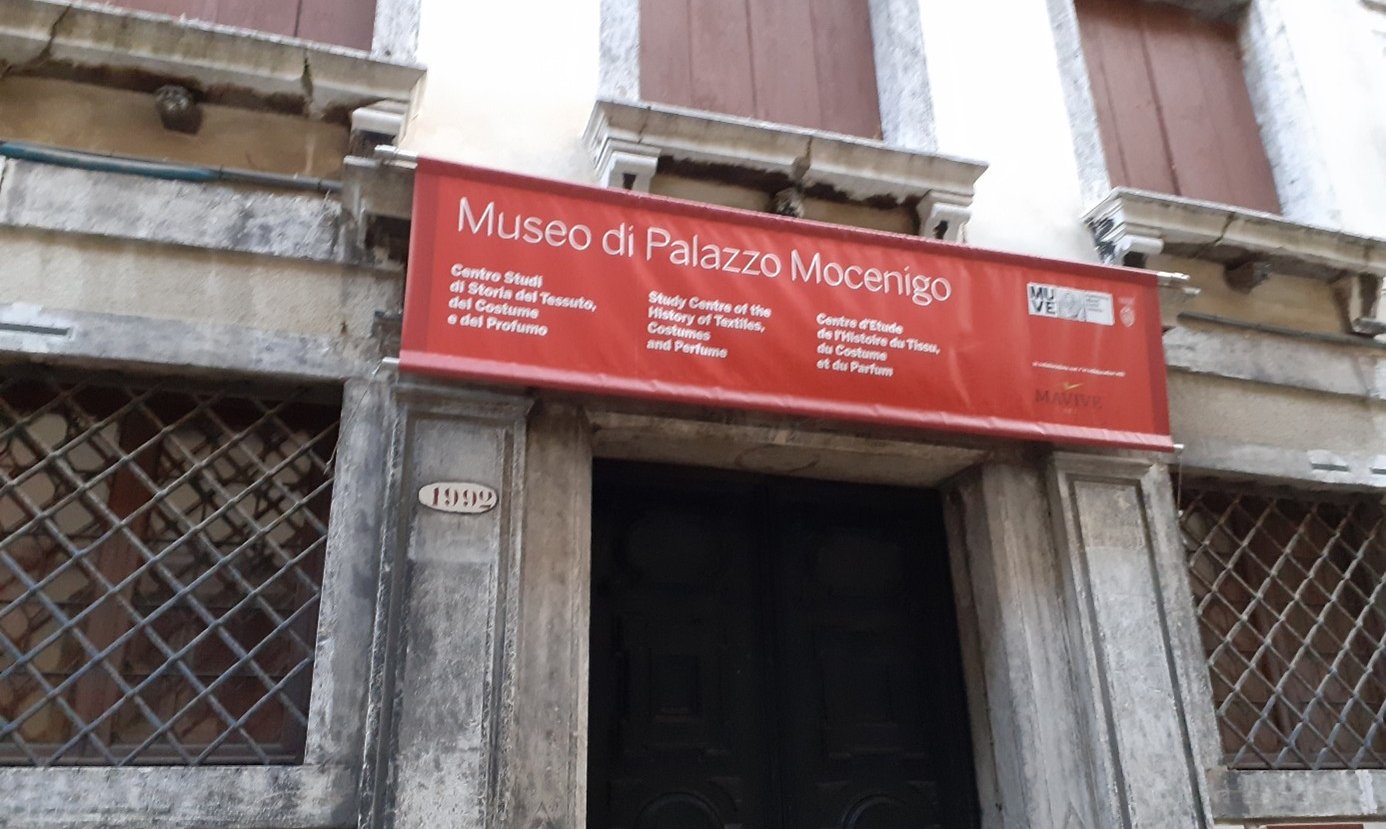 Museo di Palazzo Mocenigo
Centro Studi
di Storia del Tessuto,
del Costume
e del Profumo
Study Centre of the
History of Textiles,
Costumes
and Perfume
Centre d'Etude
de l'Histoire du Tissu,
du Costume
et du Parfum
MU
VE
MAVIVE
1992